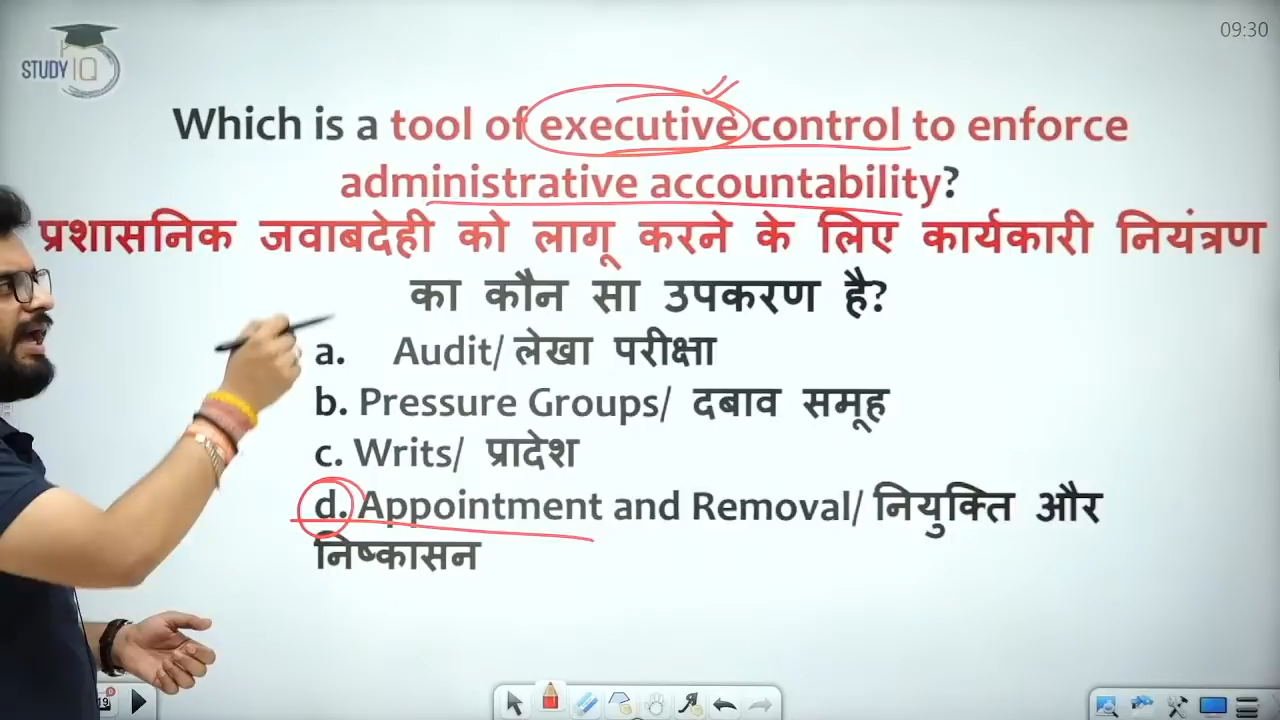 STUDY IQ
09:30
Which is a tool of executive control to enforce
administrative accountability?
प्रशासनिक जवाबदेही को लागू करने के लिए कार्यकारी नियंत्रण
का कौन सा उपकरण है?
a. Audit/ लेखा परीक्षा
b. Pressure Groups/ दबाव समूह
c. Writs/ प्रादेश
d. Appointment and Removal/ नियुक्ति और
निष्कासन